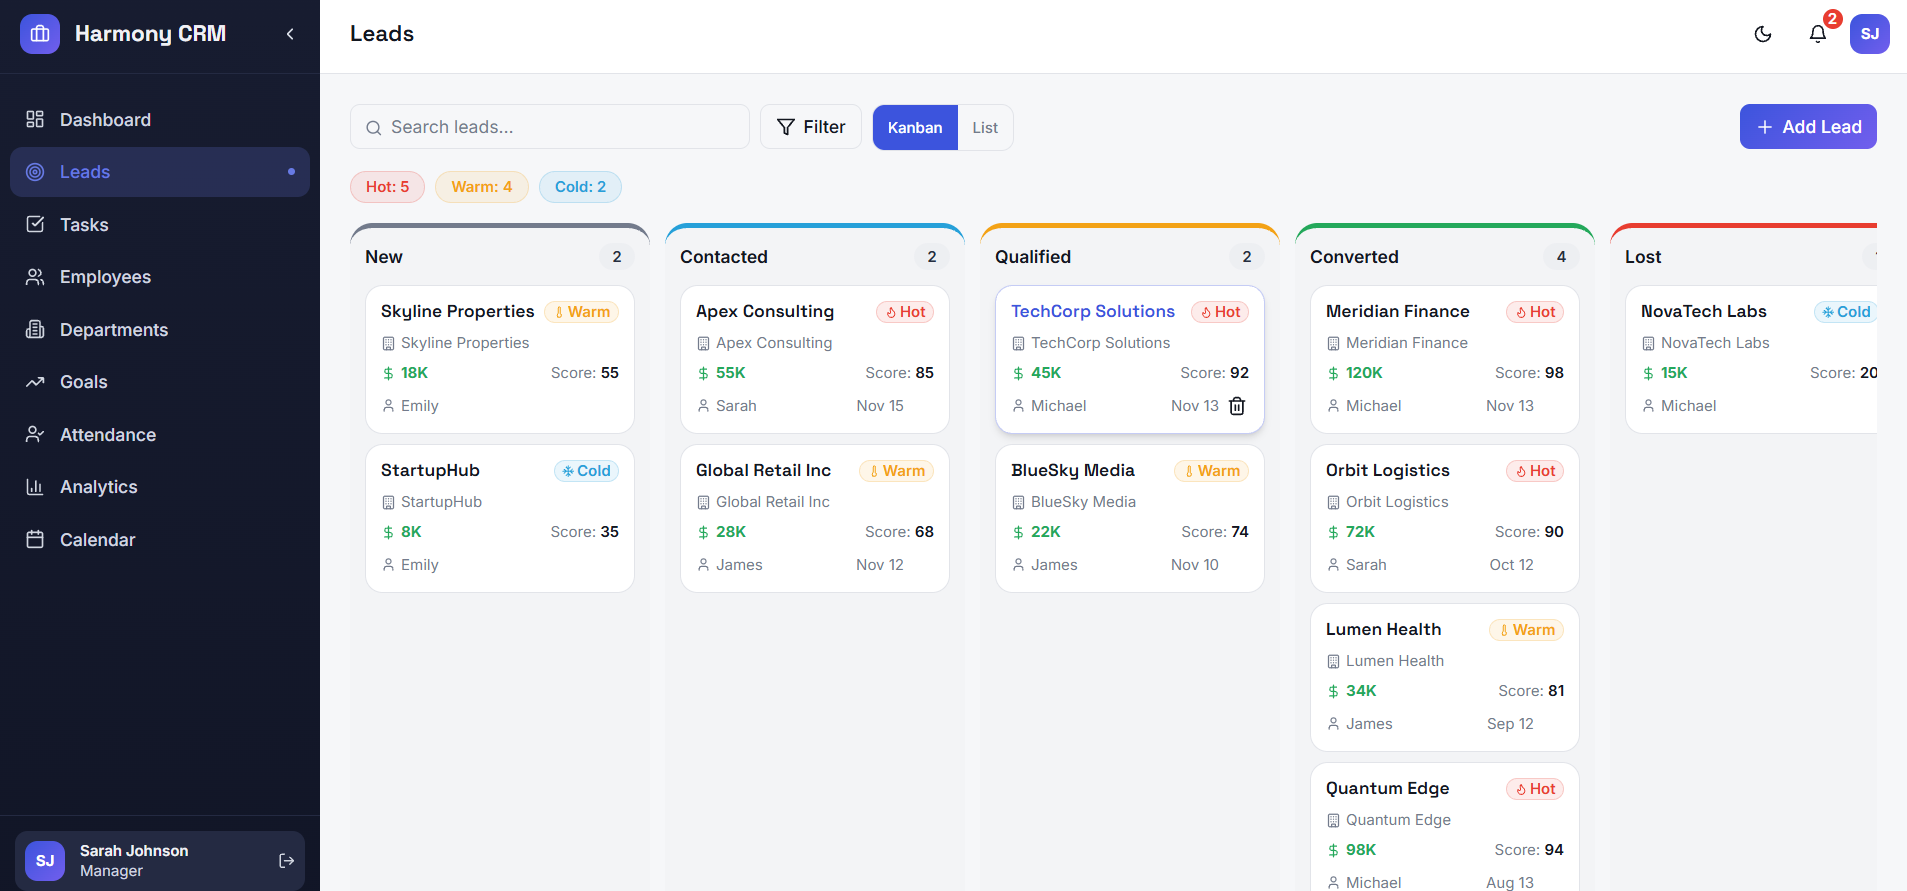 Harmony CRM
Dashboard
Leads
Tasks
Employees
Departments
Goals
Attendance
Analytics
Calendar
SJ
Sarah Johnson
Manager
Leads
2
SJ
Search leads...
Filter
Kanban
List
Add Lead
Hot: 5
Warm: 4
Cold: 2
New
2
Skyline Properties
Warm
Skyline Properties
$ 18K
Score: 55
Emily
StartupHub
Cold
StartupHub
$ 8K
Score: 35
Emily
Contacted
2
Apex Consulting
Hot
Apex Consulting
$ 55K
Score: 85
Sarah
Nov 15
Global Retail Inc
Warm
Global Retail Inc
$ 28K
Score: 68
James
Nov 12
Qualified
2
TechCorp Solutions
Hot
TechCorp Solutions
$ 45K
Score: 92
Michael
Nov 13
BlueSky Media
Warm
BlueSky Media
$ 22K
Score: 74
James
Nov 10
Converted
4
Meridian Finance
Hot
Meridian Finance
$ 120K
Score: 98
Michael
Nov 13
Orbit Logistics
Hot
Orbit Logistics
$ 72K
Score: 90
Sarah
Oct 12
Lumen Health
Warm
Lumen Health
$ 34K
Score: 81
James
Sep 12
Quantum Edge
Hot
Quantum Edge
$ 98K
Score: 94
Michael
Aug 13
Lost
NovaTech Labs
Cold
NovaTech Labs
$ 15K
Score: 20
Michael